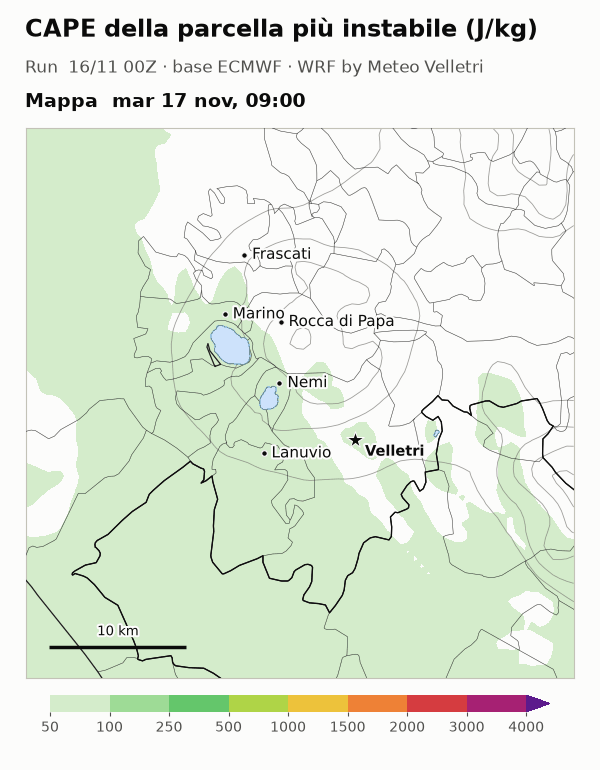 CAPE della parcella più instabile (J/kg)
Run  16/11 00Z · base ECMWF · WRF by Meteo Velletri
Mappa  mar 17 nov, 09:00
Frascati
Marino
Rocca di Papa
Nemi
Velletri
Lanuvio
10 km
50 100 250 500 1000 1500 2000 3000 4000